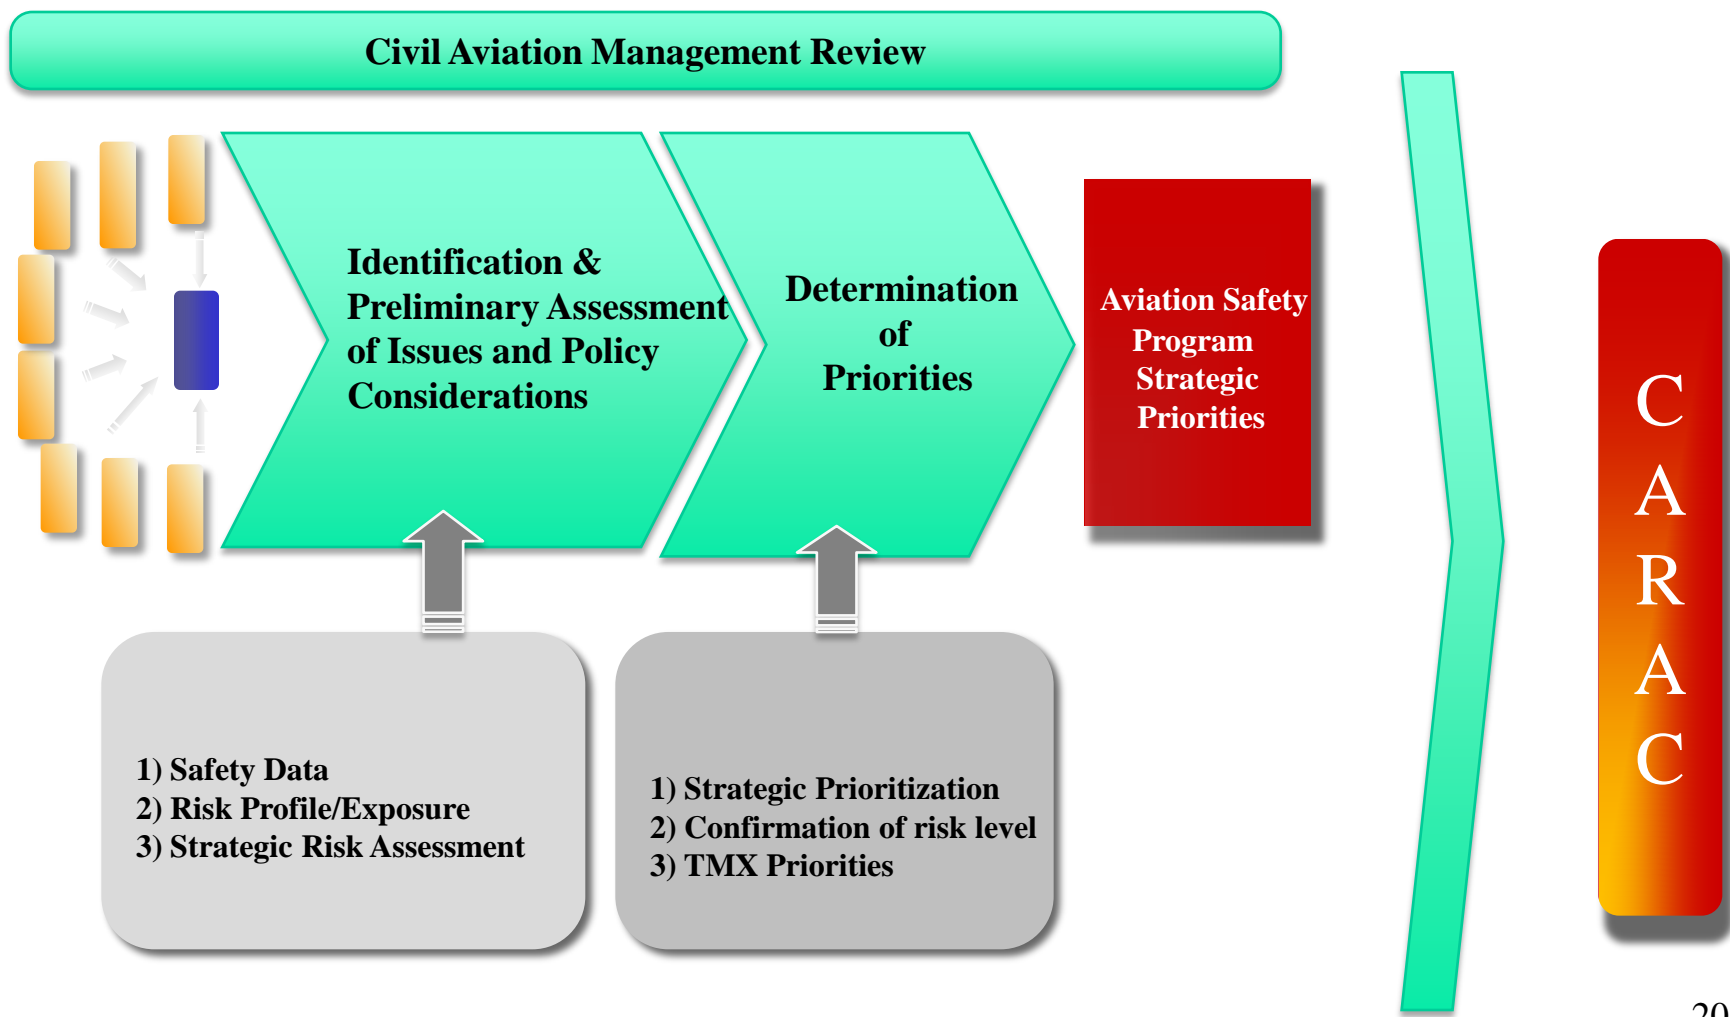 Civil Aviation Management Review
Identification &
Preliminary Assessment
of Issues and Policy
Considerations
Determination
of
Priorities
Aviation Safety
Program
Strategic
Priorities
C
A
R
A
C
1) Safety Data
2) Risk Profile/Exposure
3) Strategic Risk Assessment
1) Strategic Prioritization
2) Confirmation of risk level
3) TMX Priorities
20